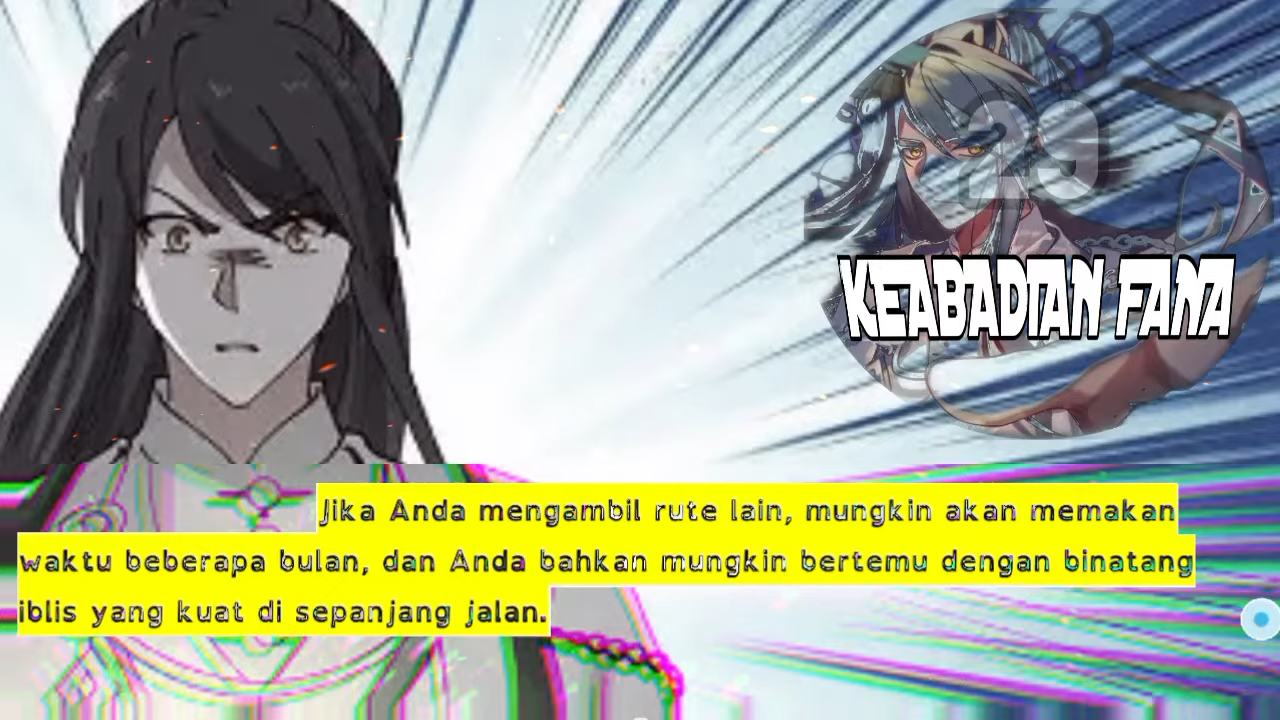 29
KEABADIAN FANA
Jika Anda mengambil rute lain, mungkin akan memakan
waktu beberapa bulan, dan Anda bahkan mungkin bertemu dengan binatang
iblis yang kuat di sepanjang jalan.